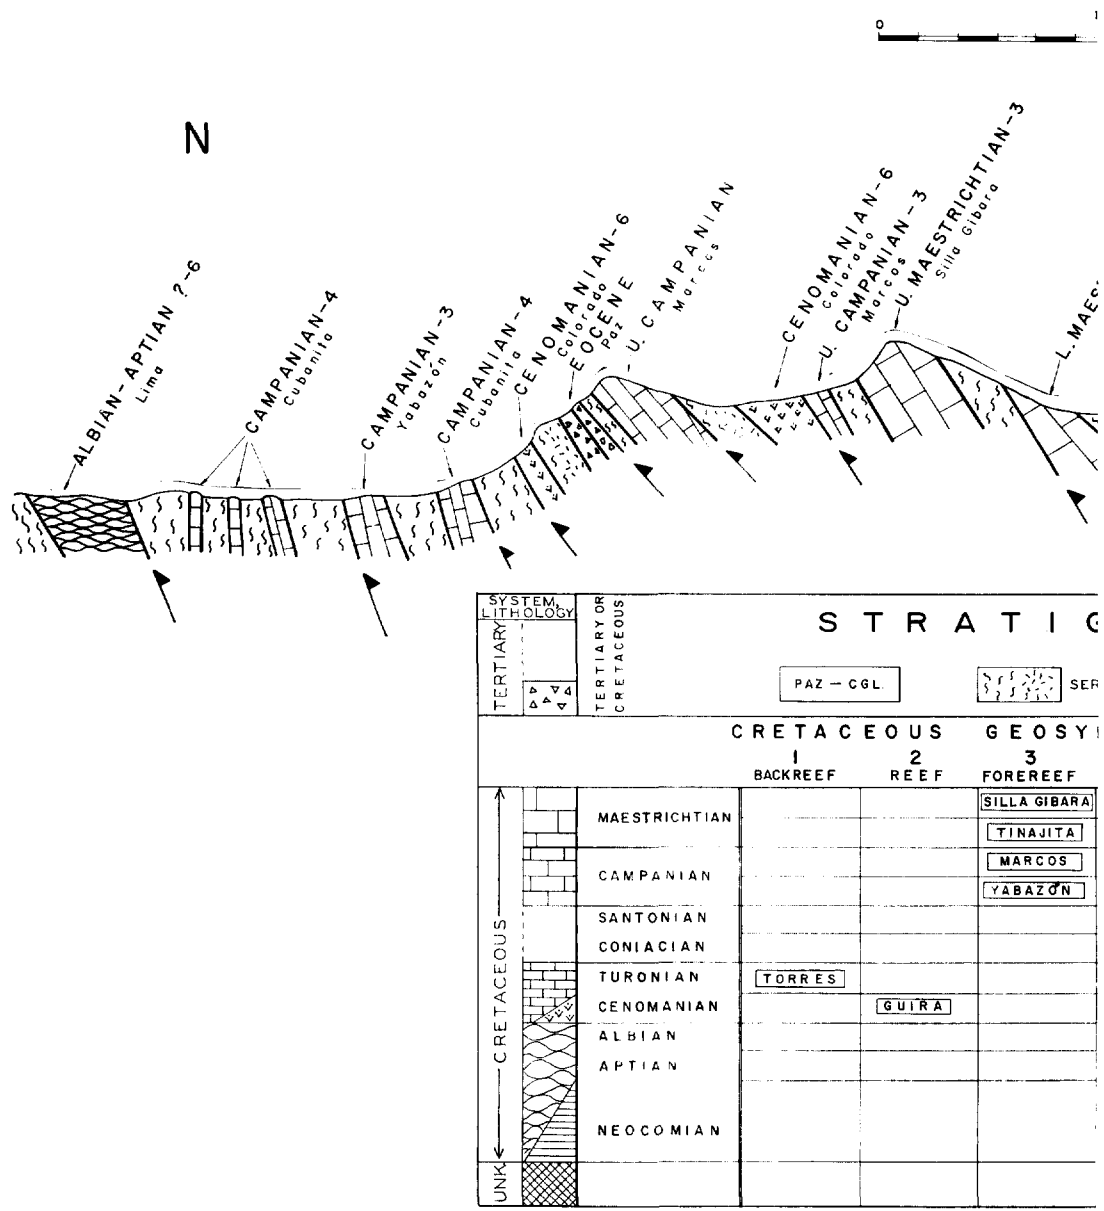 0
N
ALBIAN-APTIAN ?-6
Lima
CAMPANIAN-4
Cubanita
CAMPANIAN-3
Yabazón
CAMPANIAN-4
Cubanita
CENOMANIAN-6
Colorado
EOCENE
Paz
U. CAMPANIAN
Marcos
CENOMANIAN-6
Colorado
U. CAMPANIAN-3
Marcos
U. MAESTRICHTIAN-3
Silla Gibara
L. MAES
SYSTEM,
LITHOLOGY
TERTIARY
TERTIARY OR
CRETACEOUS
STRATIG
PAZ - CGL.
SER
CRETACEOUS GEOSY
1 2 3
BACKREEF REEF FOREREEF
CRETACEOUS
MAESTRICHTIAN
SILLA GIBARA
TINAJITA
CAMPANIAN
MARCOS
YABAZÓN
SANTONIAN
CONIACIAN
TURONIAN
TORRES
CENOMANIAN
GUIRA
ALBIAN
APTIAN
NEOCOMIAN
UNK.